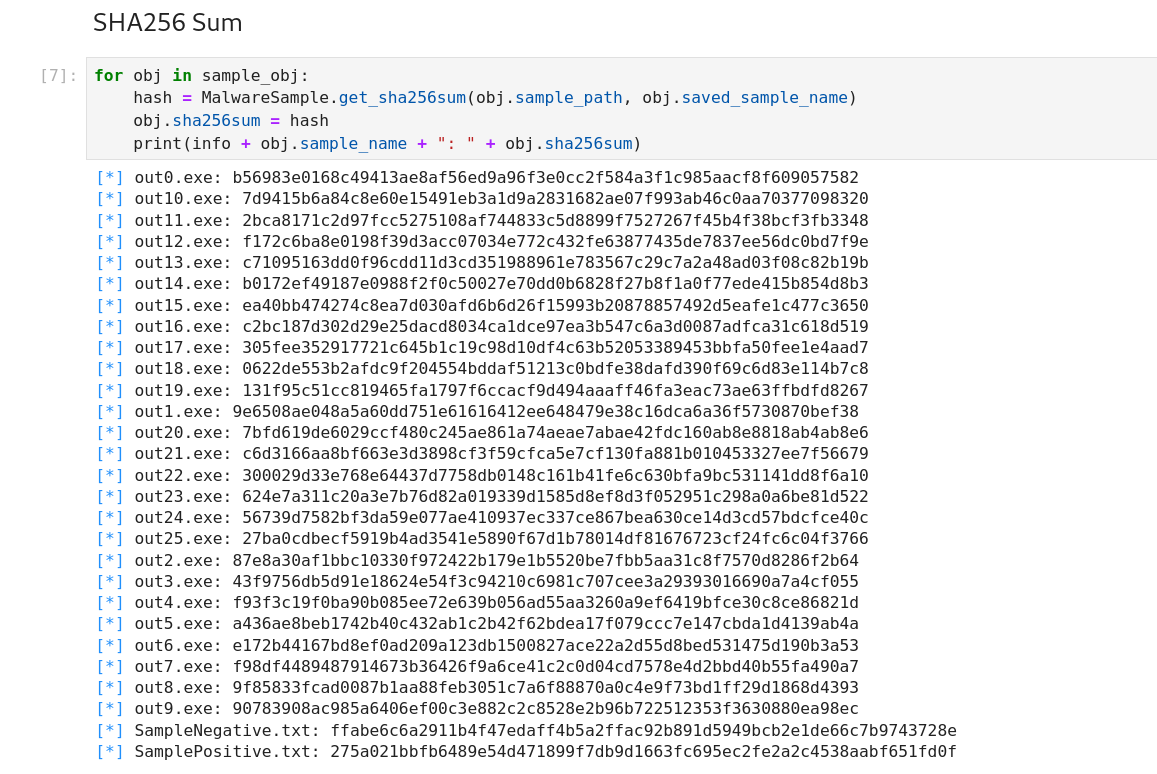 SHA256 Sum
[7]: for obj in sample_obj:
    hash = MalwareSample.get_sha256sum(obj.sample_path, obj.saved_sample_name)
    obj.sha256sum = hash
    print(info + obj.sample_name + ": " + obj.sha256sum)
[*] out0.exe: b56983e0168c49413ae8af56ed9a96f3e0cc2f584a3f1c985aacf8f609057582
[*] out10.exe: 7d9415b6a84c8e60e15491eb3a1d9a2831682ae07f993ab46c0aa70377098320
[*] out11.exe: 2bca8171c2d97fcc5275108af744833c5d8899f7527267f45b4f38bcf3fb3348
[*] out12.exe: f172c6ba8e0198f39d3acc07034e772c432fe63877435de7837ee56dc0bd7f9e
[*] out13.exe: c71095163dd0f96cdd11d3cd351988961e783567c29c7a2a48ad03f08c82b19b
[*] out14.exe: b0172ef49187e0988f2f0c50027e70dd0b6828f27b8f1a0f77ede415b854d8b3
[*] out15.exe: ea40bb474274c8ea7d030afd6b6d26f15993b20878857492d5eafe1c477c3650
[*] out16.exe: c2bc187d302d29e25dacd8034ca1dce97ea3b547c6a3d0087adfca31c618d519
[*] out17.exe: 305fee352917721c645b1c19c98d10df4c63b52053389453bbfa50fee1e4aad7
[*] out18.exe: 0622de553b2afdc9f204554bddaf51213c0bdfe38dafd390f69c6d83e114b7c8
[*] out19.exe: 131f95c51cc819465fa1797f6ccacf9d494aaaff46fa3eac73ae63ffbdfd8267
[*] out1.exe: 9e6508ae048a5a60dd751e61616412ee648479e38c16dca6a36f5730870bef38
[*] out20.exe: 7bfd619de6029ccf480c245ae861a74aeae7abae42fdc160ab8e8818ab4ab8e6
[*] out21.exe: c6d3166aa8bf663e3d3898cf3f59cfca5e7cf130fa881b010453327ee7f56679
[*] out22.exe: 300029d33e768e64437d7758db0148c161b41fe6c630bfa9bc531141dd8f6a10
[*] out23.exe: 624e7a311c20a3e7b76d82a019339d1585d8ef8d3f052951c298a0a6be81d522
[*] out24.exe: 56739d7582bf3da59e077ae410937ec337ce867bea630ce14d3cd57bdcfce40c
[*] out25.exe: 27ba0cdbecf5919b4ad3541e5890f67d1b78014df81676723cf24fc6c04f3766
[*] out2.exe: 87e8a30af1bbc10330f972422b179e1b5520be7fbb5aa31c8f7570d8286f2b64
[*] out3.exe: 43f9756db5d91e18624e54f3c94210c6981c707cee3a29393016690a7a4cf055
[*] out4.exe: f93f3c19f0ba90b085ee72e639b056ad55aa3260a9ef6419bfce30c8ce86821d
[*] out5.exe: a436ae8beb1742b40c432ab1c2b42f62bdea17f079ccc7e147cbda1d4139ab4a
[*] out6.exe: e172b44167bd8ef0ad209a123db1500827ace22a2d55d8bed531475d190b3a53
[*] out7.exe: f98df4489487914673b36426f9a6ce41c2c0d04cd7578e4d2bbd40b55fa490a7
[*] out8.exe: 9f85833fcad0087b1aa88feb3051c7a6f88870a0c4e9f73bd1ff29d1868d4393
[*] out9.exe: 90783908ac985a6406ef00c3e882c2c8528e2b96b722512353f3630880ea98ec
[*] SampleNegative.txt: ffabe6c6a2911b4f47edaff4b5a2ffac92b891d5949bcb2e1de66c7b9743728e
[*] SamplePositive.txt: 275a021bbfb6489e54d471899f7db9d1663fc695ec2fe2a2c4538aabf651fd0f